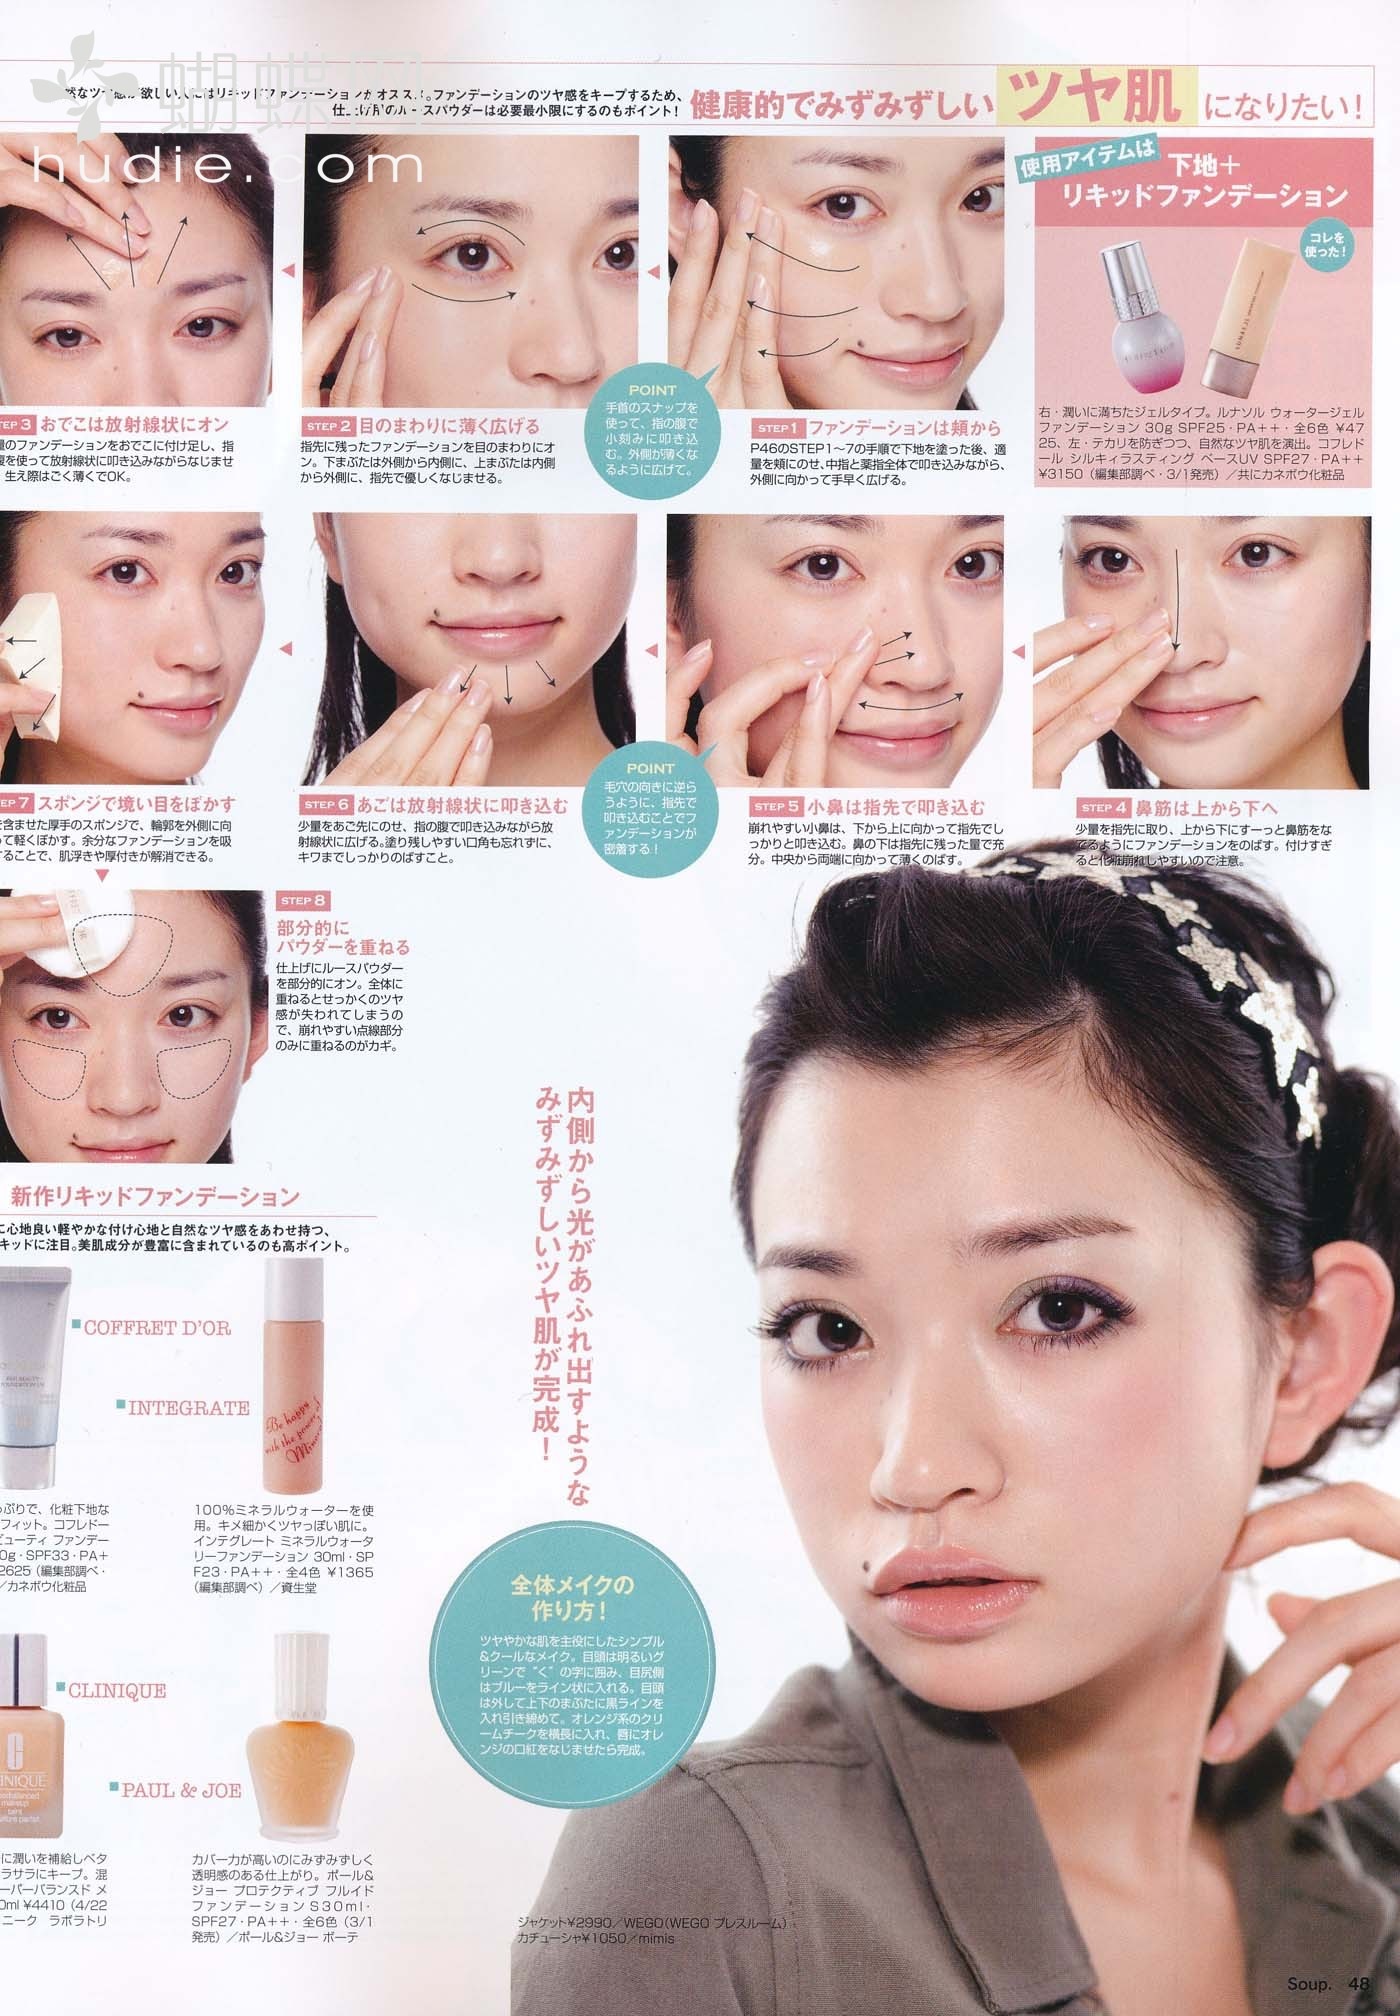 蝴蝶网
hudie.com
然なツヤ感が欲しい人にはリキッドファンデーションがオススメ。ファンデーションのツヤ感をキープするため、
仕上げ用のルースパウダーは必要最小限にするのもポイント!
健康的でみずみずしい ツヤ肌 になりたい!
使用アイテムは
下地+
リキッドファンデーション
コレを
使った!
右・潤いに満ちたジェルタイプ。ルナソル ウォータージェル
ファンデーション 30g SPF25・PA++・全6色 ¥47
25、左・テカリを防ぎつつ、自然なツヤ肌を演出。コフレド
ール シルキィラスティング ベースUV SPF27・PA++
¥3150(編集部調べ・3/1発売)/共にカネボウ化粧品
STEP 1 ファンデーションは頬から
P46のSTEP1~7の手順で下地を塗った後、適
量を頬にのせ、中指と薬指全体で叩き込みながら、
外側に向かって手早く広げる。
POINT
手首のスナップを
使って、指の腹で
小刻みに叩き込
む。外側が薄くな
るように広げて。
STEP 2 目のまわりに薄く広げる
指先に残ったファンデーションを目のまわりにオ
ン。下まぶたは外側から内側に、上まぶたは内側
から外側に、指先で優しくなじませる。
TEP 3 おでこは放射線状にオン
量のファンデーションをおでこに付け足し、指
腹を使って放射線状に叩き込みながらなじませ
生え際はごく薄くでOK。
STEP 4 鼻筋は上から下へ
少量を指先に取り、上から下にすーっと鼻筋をな
でるようにファンデーションをのばす。付けすぎ
ると化粧崩れしやすいので注意。
STEP 5 小鼻は指先で叩き込む
崩れやすい小鼻は、下から上に向かって指先でし
っかりと叩き込む。鼻の下は指先に残った量で充
分。中央から両端に向かって薄くのばす。
POINT
毛穴の向きに逆ら
うように、指先で
叩き込むことでフ
ァンデーションが
密着する!
STEP 6 あごは放射線状に叩き込む
少量をあご先にのせ、指の腹で叩き込みながら放
射線状に広げる。塗り残しやすい口角も忘れずに、
キワまでしっかりのばすこと。
EP 7 スポンジで境い目をぼかす
含ませた厚手のスポンジで、輪郭を外側に向
って軽くぼかす。余分なファンデーションを吸
することで、肌浮きや厚付きが解消できる。
STEP 8
部分的に
パウダーを重ねる
仕上げにルースパウダー
を部分的にオン。全体に
重ねるとせっかくのツヤ
感が失われてしまうの
で、崩れやすい点線部分
のみに重ねるのがカギ。
内側から光があふれ出すような
みずみずしいツヤ肌が完成!
新作リキッドファンデーション
に心地良い軽やかな付け心地と自然なツヤ感をあわせ持つ、
キッドに注目。美肌成分が豊富に含まれているのも高ポイント。
COFFRET D'OR
INTEGRATE
Be happy
with the power of
Mineral
っぷりで、化粧下地な
フィット。コフレドー
ビューティ ファンデー
0g・SPF33・PA+
2625(編集部調べ・
/カネボウ化粧品
100%ミネラルウォーターを使
用。キメ細かくツヤっぽい肌に。
インテグレート ミネラルウォータ
リーファンデーション 30ml・SP
F23・PA++・全4色 ¥1365
(編集部調べ)/資生堂
CLINIQUE
PAUL & JOE
INIQUE
に潤いを補給しベタ
ラサラにキープ。混
ーパーバランスド メ
0ml ¥4410(4/22
ニーク ラボラトリ
カバー力が高いのにみずみずしく
透明感のある仕上がり。ポール&
ジョー プロテクティブ フルイド
ファンデーション S30ml・
SPF27・PA++・全6色(3/1
発売)/ポール&ジョー ボーテ
全体メイクの
作り方!
ツヤやかな肌を主役にしたシンプル
&クールなメイク。目頭は明るいグ
リーンで“く”の字に囲み、目尻側
はブルーをライン状に入れる。目頭
は外して上下のまぶたに黒ラインを
入れ引き締めて。オレンジ系のクリ
ームチークを横長に入れ、唇にオレ
ンジの口紅をなじませたら完成。
ジャケット¥2990/WEGO(WEGO プレスルーム)
カチューシャ¥1050/mimis
Soup. 48